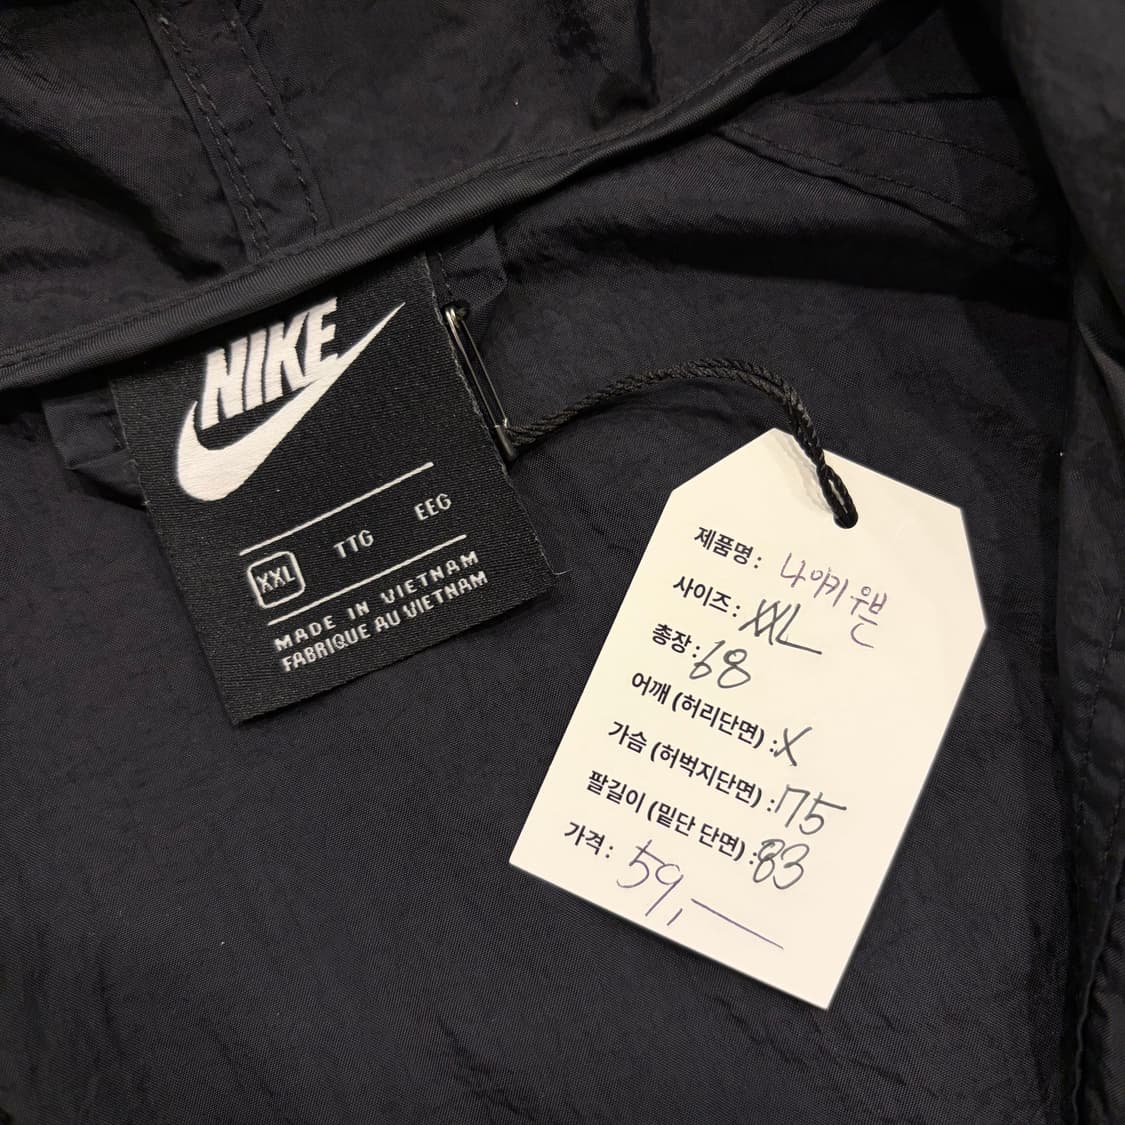 NIKE
XXL TTG EEG
MADE IN VIETNAM
FABRIQUE AU VIETNAM
제품명 : 나이키 우븐
사이즈 : XXL
총장 : 68
어깨 (허리단면) : X
가슴 (허벅지단면) : 75
팔길이 (밑단 단면) : 83
가격 : 59,—